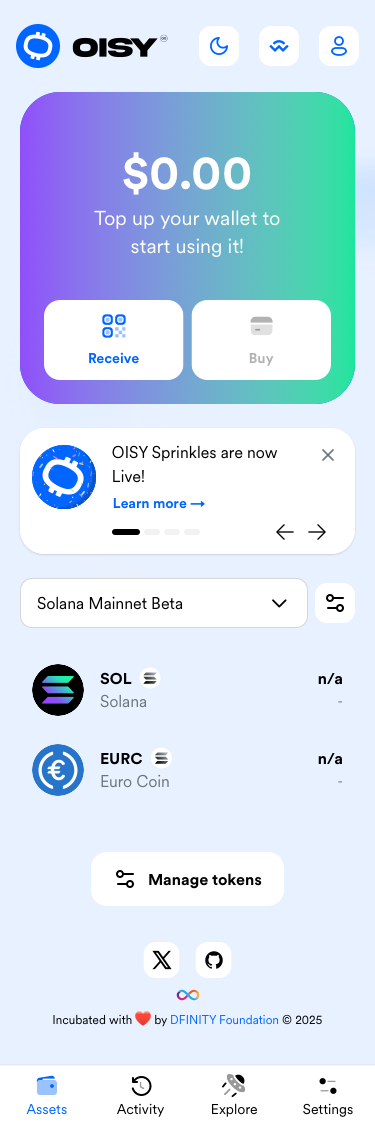 OISY
$0.00
Top up your wallet to
start using it!
Receive
Buy
OISY Sprinkles are now
Live!
Learn more →
Solana Mainnet Beta
SOL
n/a
Solana
-
EURC
n/a
Euro Coin
-
Manage tokens
Incubated with ❤️ by DFINITY Foundation © 2025
Assets
Activity
Explore
Settings